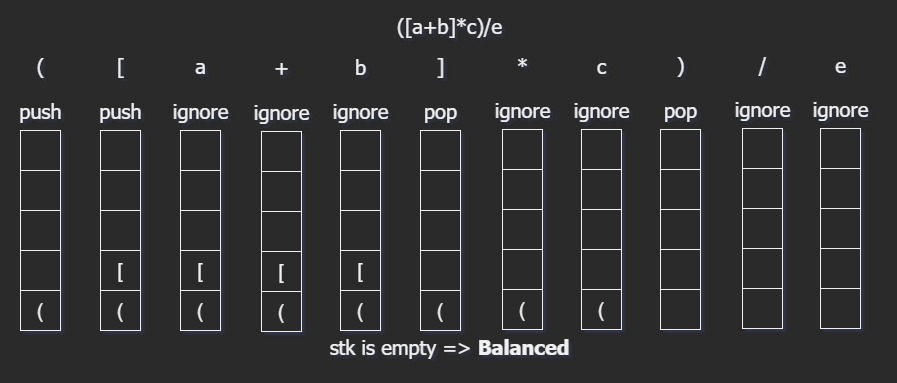 ([a+b]*c)/e
( [ a + b ] * c ) / e
push push ignore ignore ignore pop ignore ignore pop ignore ignore
[ [ [ [
( ( ( ( ( ( ( (
stk is empty => Balanced